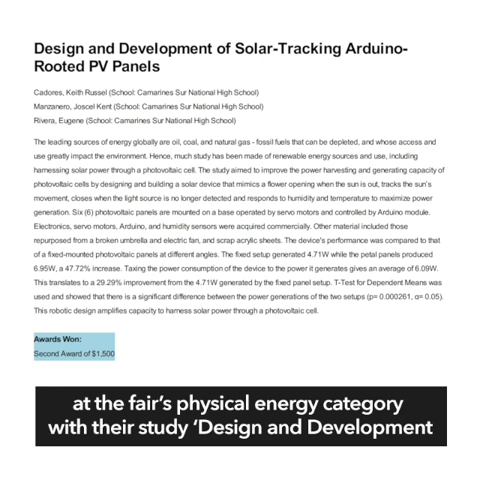 Design and Development of Solar-Tracking Arduino-
Rooted PV Panels
Cadores, Keith Russel (School: Camarines Sur National High School)
Manzanero, Joscel Kent (School: Camarines Sur National High School)
Rivera, Eugene (School: Camarines Sur National High School)
The leading sources of energy globally are oil, coal, and natural gas - fossil fuels that can be depleted, and whose access and
use greatly impact the environment. Hence, much study has been made of renewable energy sources and use, including
harnessing solar power through a photovoltaic cell. The study aimed to improve the power harvesting and generating capacity of
photovoltaic cells by designing and building a solar device that mimics a flower opening when the sun is out, tracks the sun's
movement, closes when the light source is no longer detected and responds to humidity and temperature to maximize power
generation. Six (6) photovoltaic panels are mounted on a base operated by servo motors and controlled by Arduino module.
Electronics, servo motors, Arduino, and humidity sensors were acquired commercially. Other material included those
repurposed from a broken umbrella and electric fan, and scrap acrylic sheets. The device's performance was compared to that
of a fixed-mounted photovoltaic panels at different angles. The fixed setup generated 4.71W while the petal panels produced
6.95W, a 47.72% increase. Taxing the power consumption of the device to the power it generates gives an average of 6.09W.
This translates to a 29.29% improvement from the 4.71W generated by the fixed panel setup. T-Test for Dependent Means was
used and showed that there is a significant difference between the power generations of the two setups (p= 0.000261, α= 0.05).
This robotic design amplifies capacity to harness solar power through a photovoltaic cell.
Awards Won:
Second Award of $1,500
at the fair's physical energy category
with their study 'Design and Development